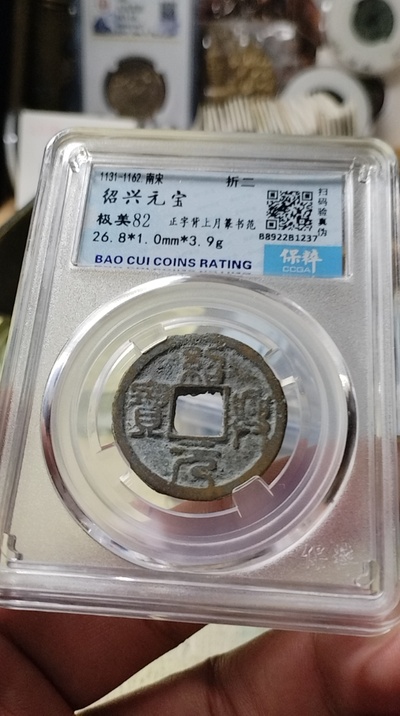 1131-1162 南宋 折二
绍兴元宝
极美82 正字背上月篆书范
26.8*1.0mm*3.9g
B8922B1237
扫码验真伪
BAO CUI COINS RATING
保粹
CCGA
紹
興
元
寶